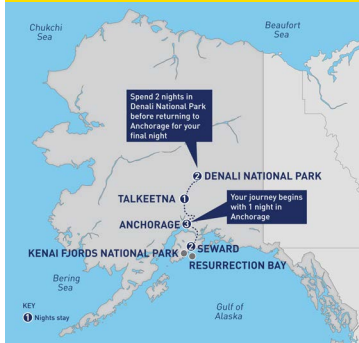 Chukchi
Sea
Beaufort
Sea
Spend 2 nights in
Denali National Park
before returning to
Anchorage for your
final night
2 DENALI NATIONAL PARK
TALKEETNA 1
Your journey begins
with 1 night in
Anchorage
ANCHORAGE 3
2 SEWARD
KENAI FJORDS NATIONAL PARK
RESURRECTION BAY
Bering
Sea
Gulf of
Alaska
KEY
1 Nights stay